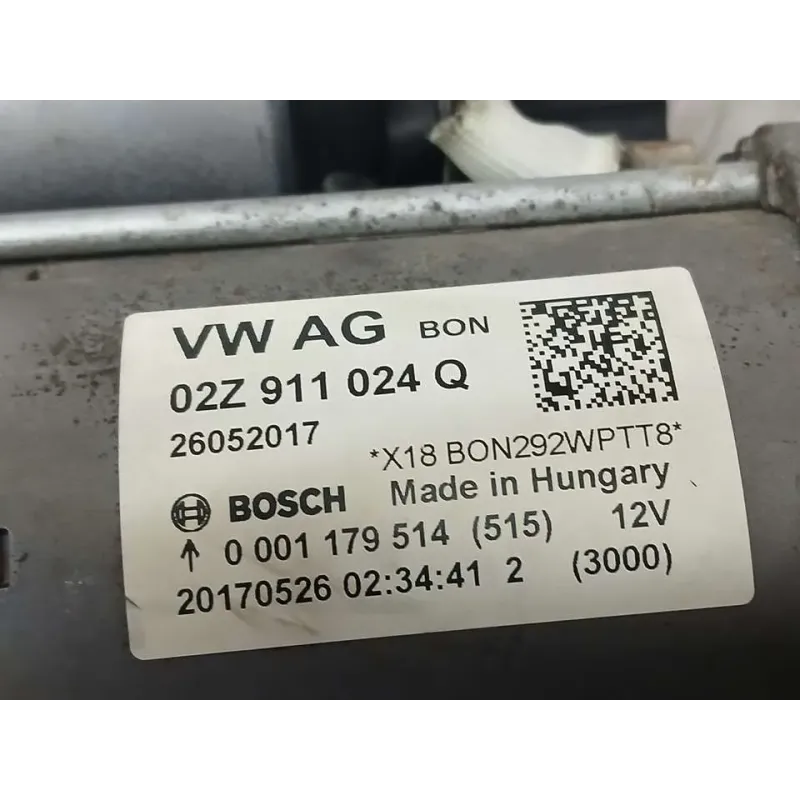 VW AG BON
02Z 911 024 Q
26052017
*X18 BON292WPTT8*
BOSCH Made in Hungary
↑ 0 001 179 514 (515) 12V
20170526 02:34:41 2 (3000)